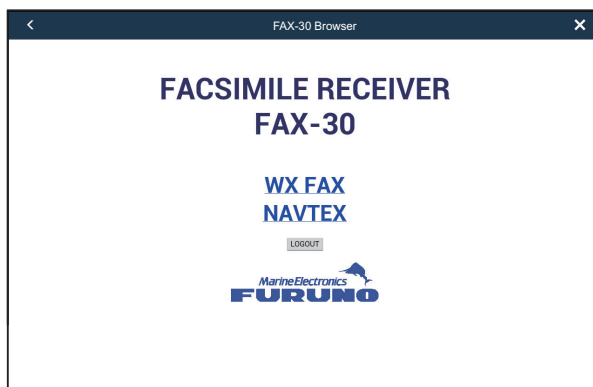 FAX-30 Browser
FACSIMILE RECEIVER
FAX-30
WX FAX
NAVTEX
LOGOUT
Marine Electronics
FURUNO